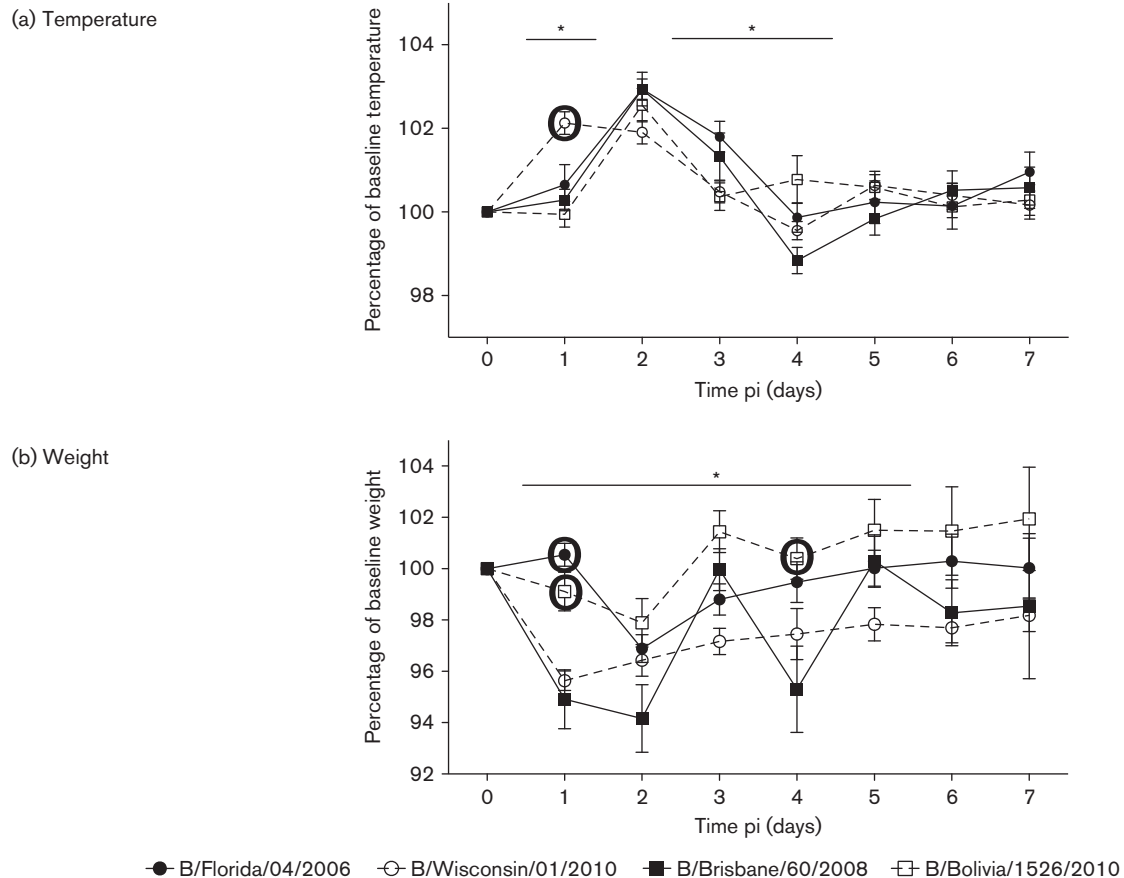 (a) Temperature
Percentage of baseline temperature
104
102
100
98
*
*
0 1 2 3 4 5 6 7
Time pi (days)
(b) Weight
Percentage of baseline weight
104
102
100
98
96
94
92
*
0 1 2 3 4 5 6 7
Time pi (days)
B/Florida/04/2006 B/Wisconsin/01/2010 B/Brisbane/60/2008 B/Bolivia/1526/2010